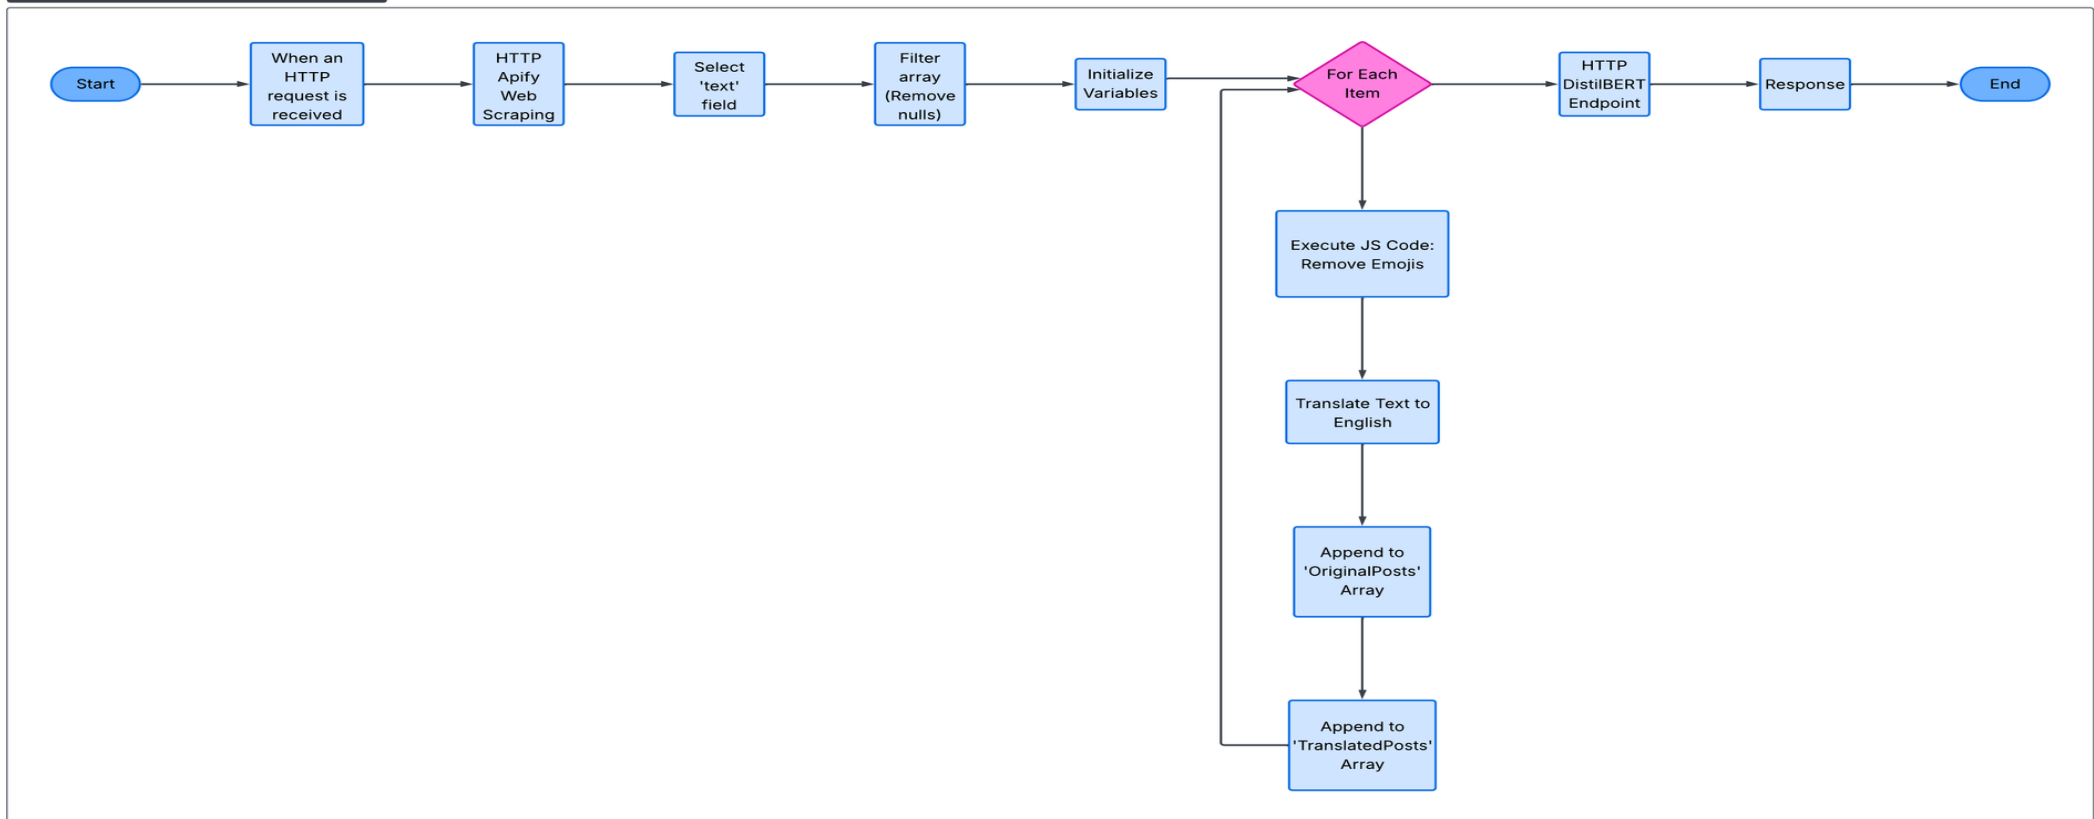 Start
When an
HTTP
request is
received
HTTP
Apify
Web
Scraping
Select
'text'
field
Filter
array
(Remove
nulls)
Initialize
Variables
For Each
Item
HTTP
DistilBERT
Endpoint
Response
End
Execute JS Code:
Remove Emojis
Translate Text to
English
Append to
'OriginalPosts'
Array
Append to
'TranslatedPosts'
Array